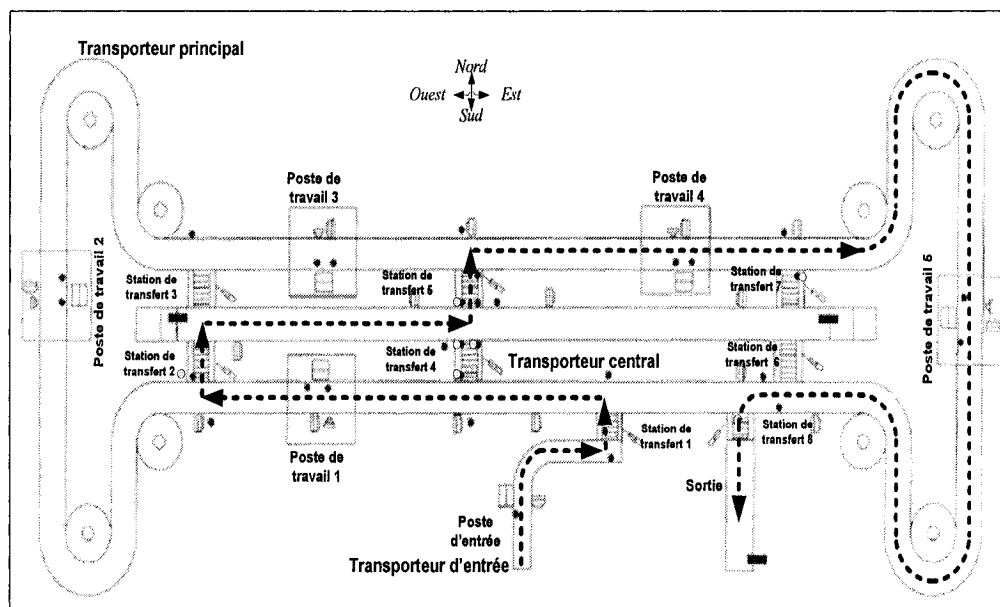 Transporteur principal
Nord
Ouest Est
Sud
Poste de
travail 3
Poste de
travail 4
Poste de travail 2
Station de
transfert 3
Station de
transfert 5
Station de
transfert 7
Poste de travail 5
Station de
transfert 2
Station de
transfert 4
Transporteur central
Station de
transfert 6
Station de
transfert 1
Station de
transfert 8
Poste de
travail 1
Sortie
Poste
d'entrée
Transporteur d'entrée